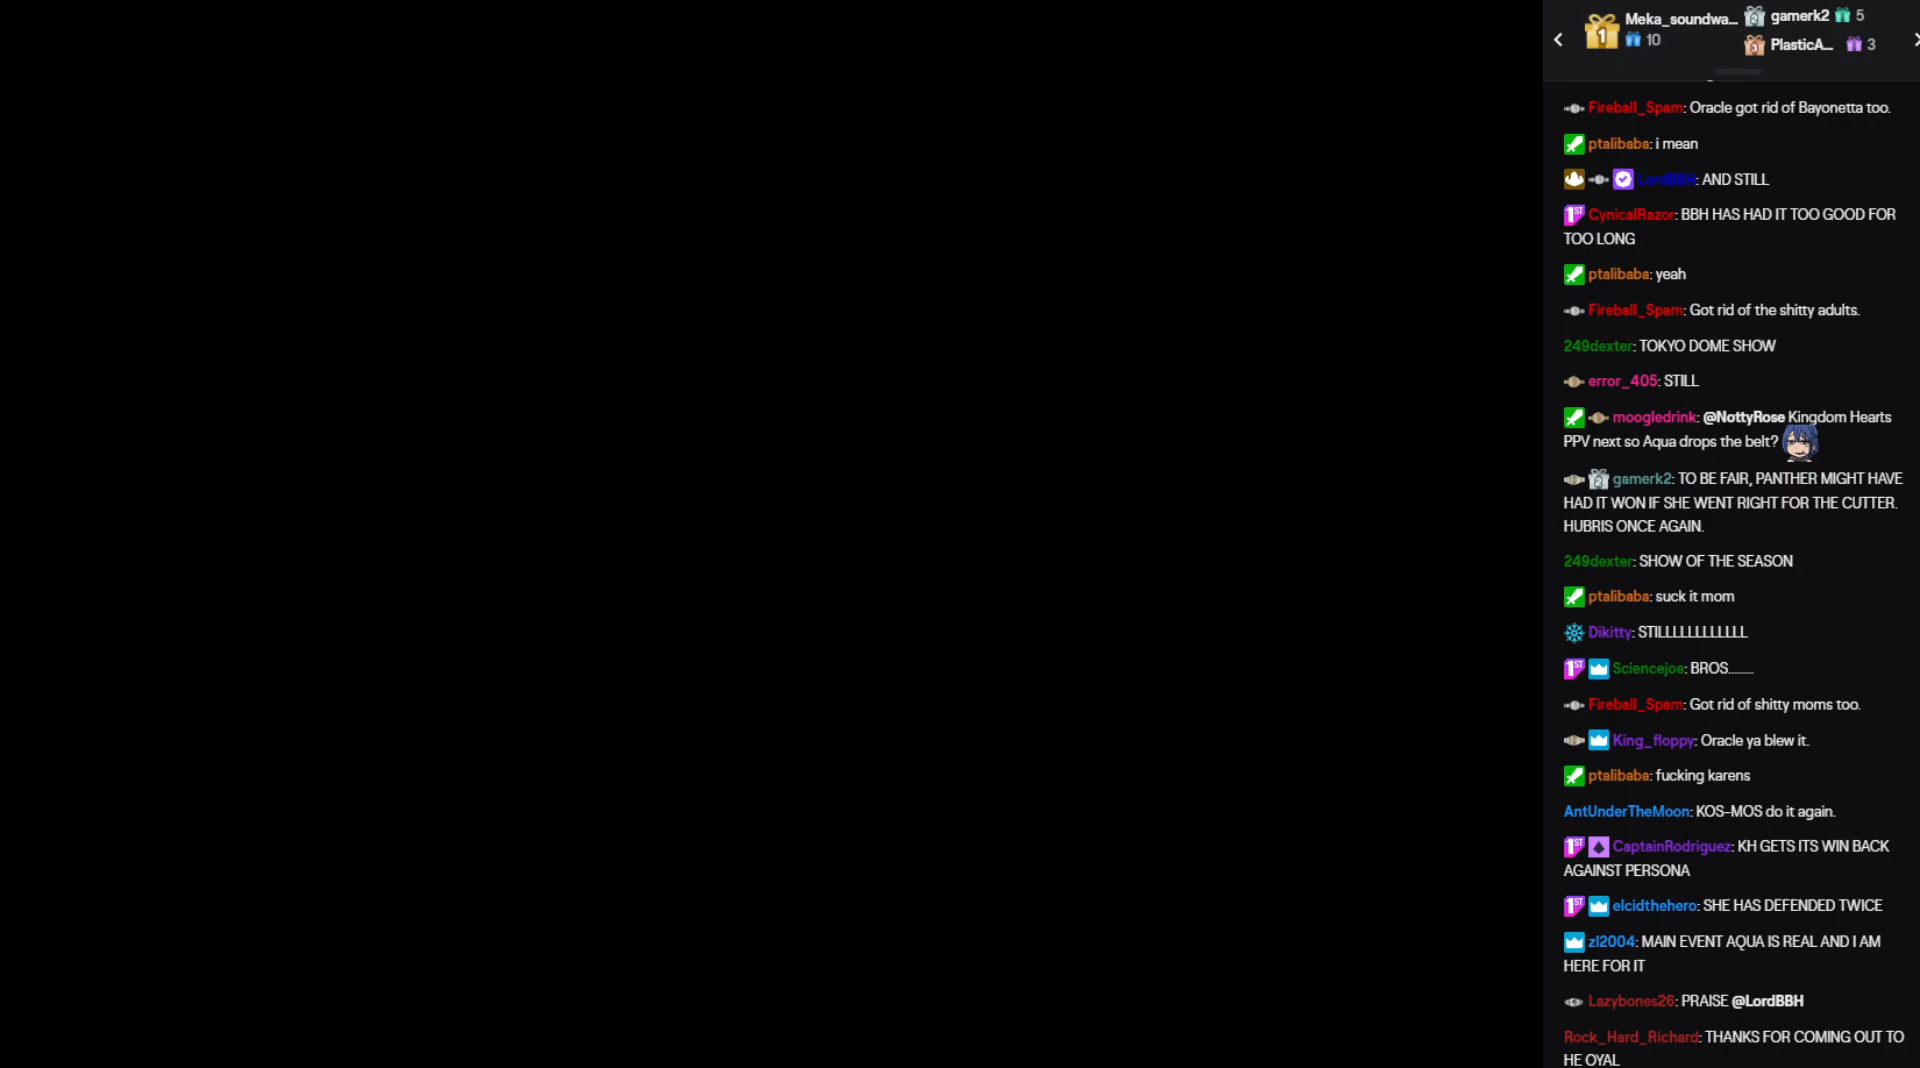 Meka_soundwa...
10
gamerk2 5
PlasticA... 3
Fireball_Spam: Oracle got rid of Bayonetta too.
ptalibaba: i mean
LordBBH: AND STILL
CynicalRazor: BBH HAS HAD IT TOO GOOD FOR
TOO LONG
ptalibaba: yeah
Fireball_Spam: Got rid of the shitty adults.
249dexter: TOKYO DOME SHOW
error_405: STILL
moogledrink: @NottyRose Kingdom Hearts
PPV next so Aqua drops the belt?
gamerk2: TO BE FAIR, PANTHER MIGHT HAVE
HAD IT WON IF SHE WENT RIGHT FOR THE CUTTER.
HUBRIS ONCE AGAIN.
249dexter: SHOW OF THE SEASON
ptalibaba: suck it mom
Dikitty: STILLLLLLLLLLLL
Sciencejoe: BROS.........
Fireball_Spam: Got rid of shitty moms too.
King_floppy: Oracle ya blew it.
ptalibaba: fucking karens
AntUnderTheMoon: KOS-MOS do it again.
CaptainRodriguez: KH GETS ITS WIN BACK
AGAINST PERSONA
elcidthehero: SHE HAS DEFENDED TWICE
zl2004: MAIN EVENT AQUA IS REAL AND I AM
HERE FOR IT
Lazybones26: PRAISE @LordBBH
Rock_Hard_Richard: THANKS FOR COMING OUT TO
HE OYAL